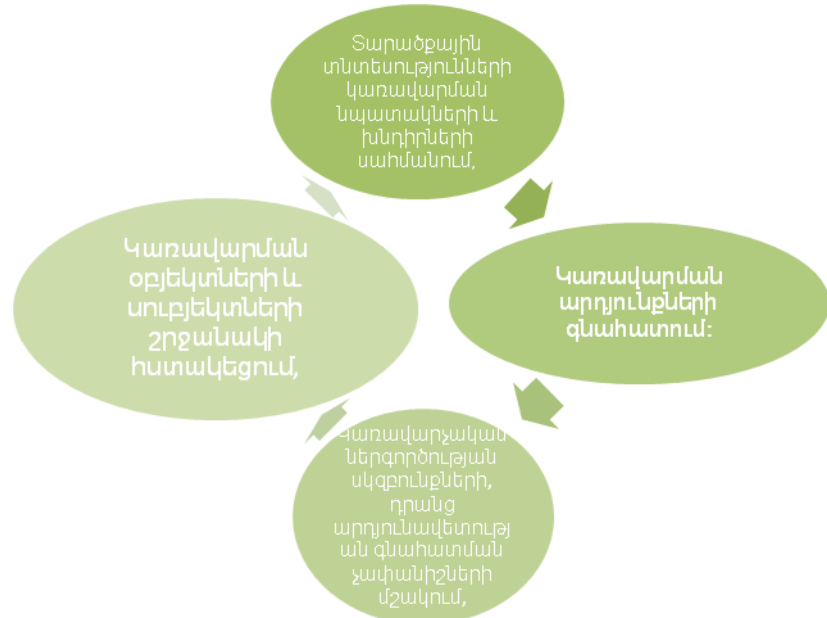 Տարածքային
տնտեսությունների
կառավարման
նպատակների և
խնդիրների
սահմանում,
Կառավարման
արդյունքների
գնահատում:
Կառավարչական
ներգործության
սկզբունքների,
դրանց
արդյունավետությ
ան գնահատման
չափանիշների
մշակում,
Կառավարման
օբյեկտների և
սուբյեկտների
շրջանակի
հստակեցում,